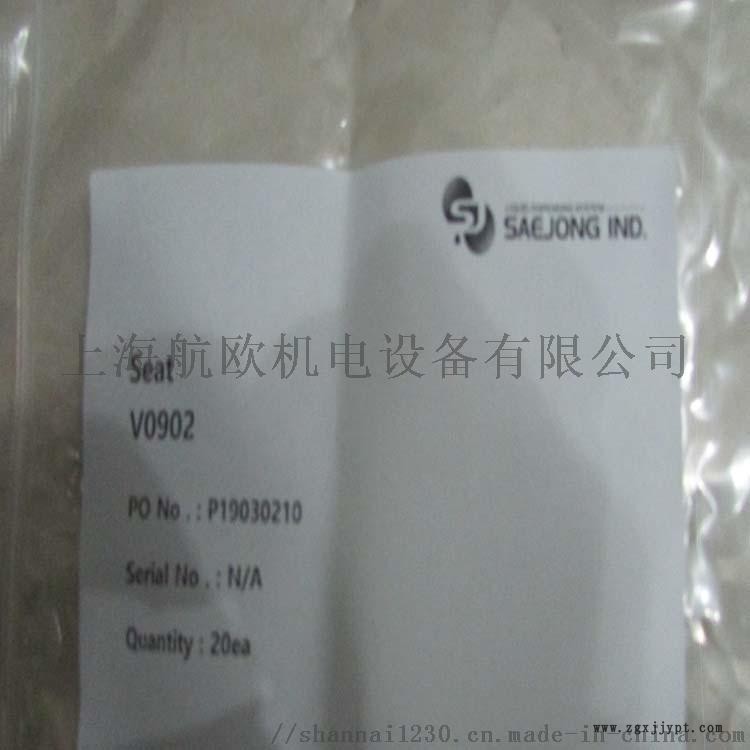 SAEJONG IND.
上海航欧机电设备有限公司
Seat
V0902
PO No . : P19030210
Serial No . : N/A
Quantity : 20ea
//shannai1230.cn.made-in-china.com
www.zgxjjypt.com